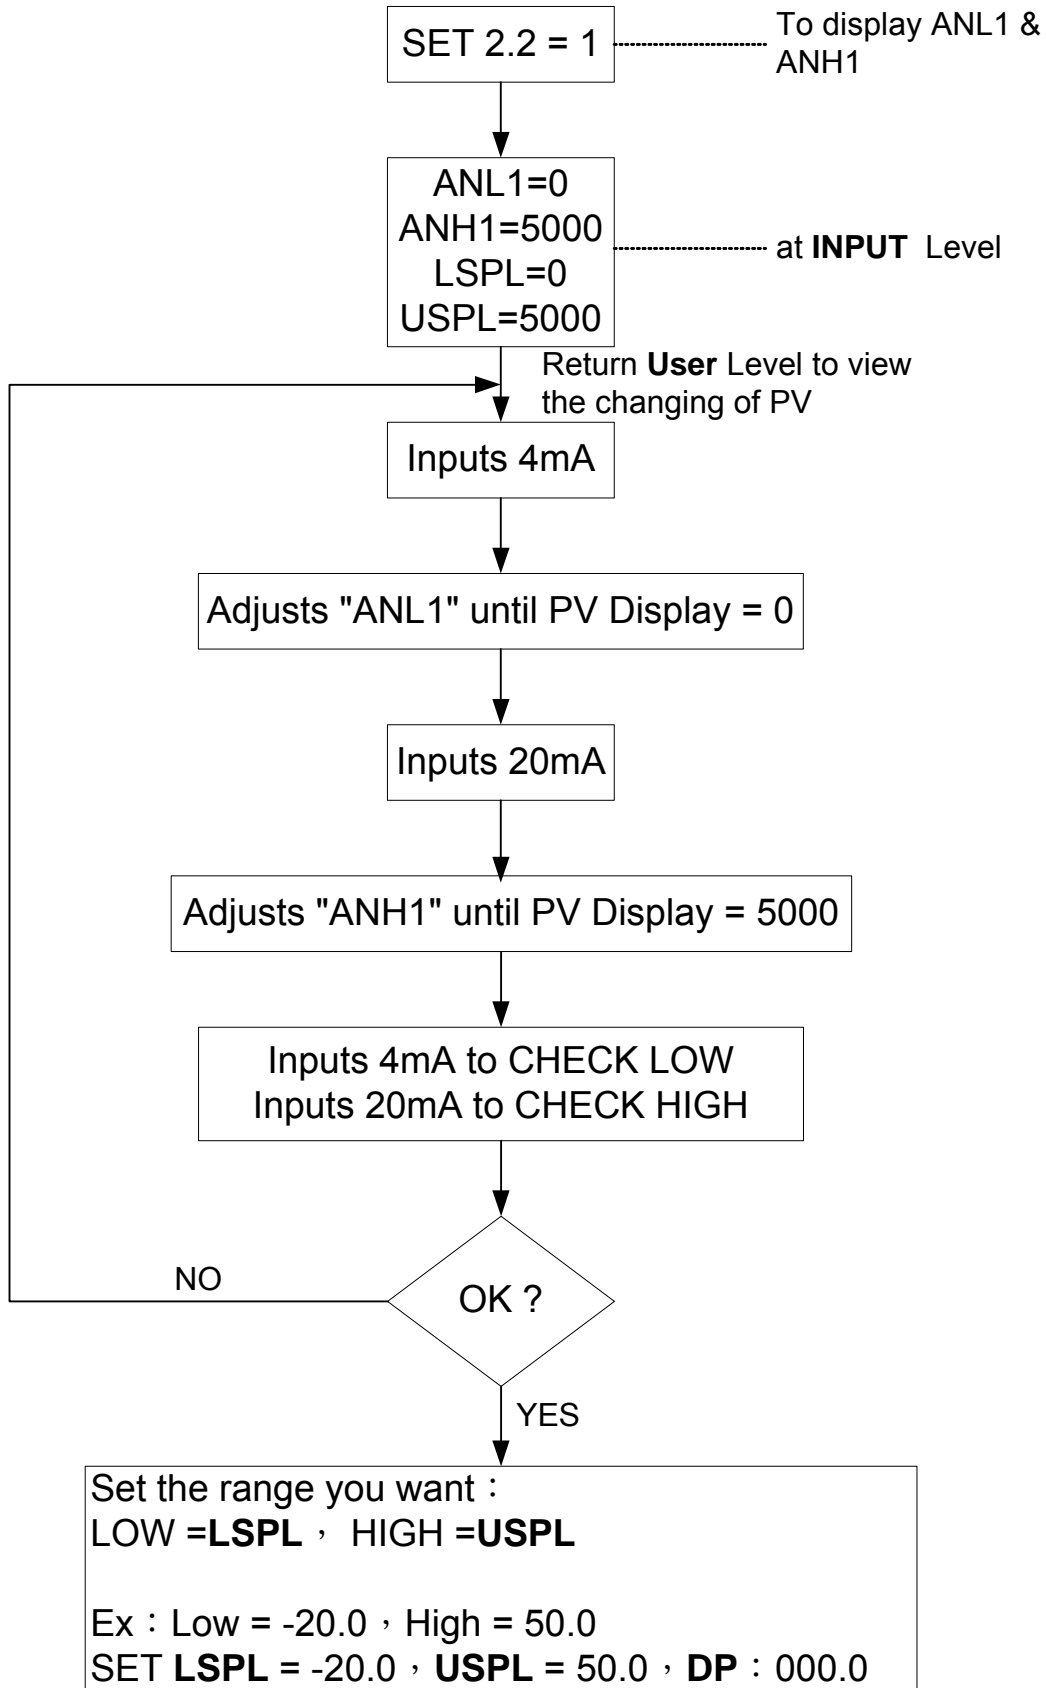 SET 2.2 = 1
To display ANL1 &
ANH1
ANL1=0
ANH1=5000
LSPL=0
USPL=5000
at INPUT Level
Return User Level to view
the changing of PV
Inputs 4mA
Adjusts "ANL1" until PV Display = 0
Inputs 20mA
Adjusts "ANH1" until PV Display = 5000
Inputs 4mA to CHECK LOW
Inputs 20mA to CHECK HIGH
OK ?
NO
YES
Set the range you want：
LOW =LSPL， HIGH =USPL
Ex：Low = -20.0，High = 50.0
SET LSPL = -20.0，USPL = 50.0，DP：000.0